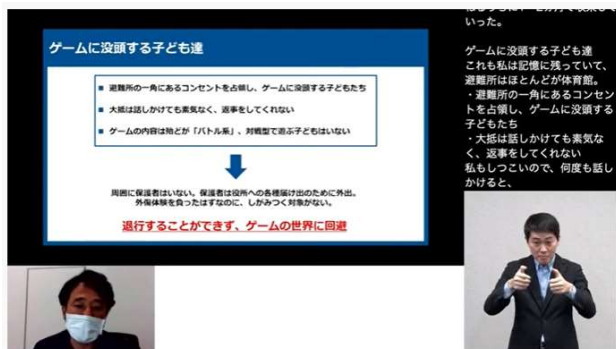 ゲームに没頭する子ども達
■ 避難所の一角にあるコンセントを占領し、ゲームに没頭する子どもたち
■ 大抵は話しかけても素気なく、返事をしてくれない
■ ゲームの内容は殆どが「バトル系」、対戦型で遊ぶ子どもはいない
周囲に保護者はいない。保護者は役所への各種届け出のために外出。
外傷体験を負ったはずなのに、しがみつく対象がない。
退行することができず、ゲームの世界に回避
いった。
ゲームに没頭する子ども達
これも私は記憶に残っていて、
避難所はほとんどが体育館。
・避難所の一角にあるコンセン
トを占領し、ゲームに没頭する
子どもたち
・大抵は話しかけても素気な
く、返事をしてくれない
私もしつこいので、何度も話し
かけると、